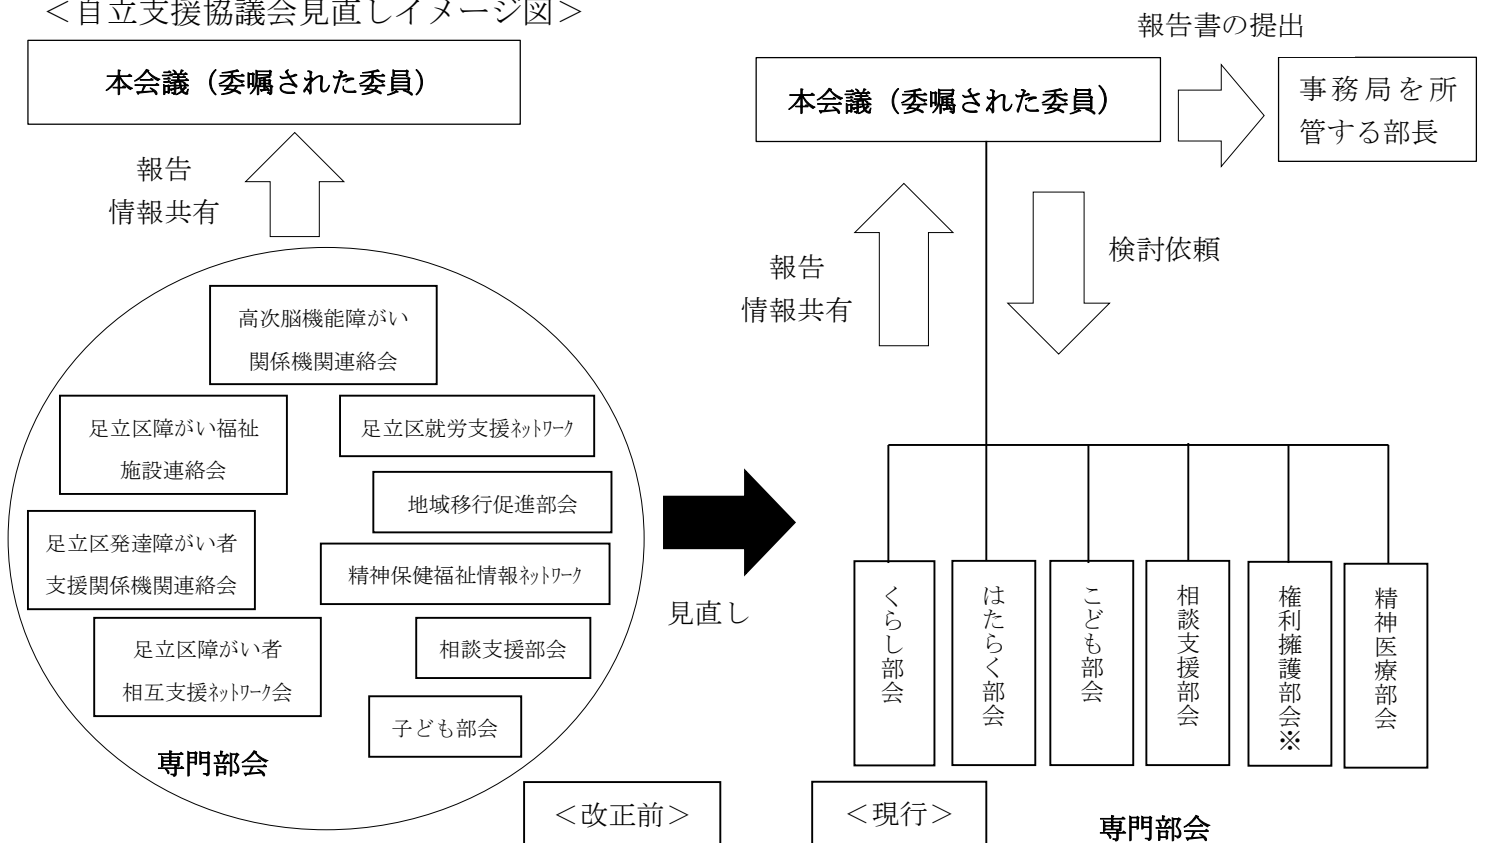 ＜自立支援協議会見直しイメージ図＞
本会議（委嘱された委員）
報告
情報共有
高次脳機能障がい
関係機関連絡会
足立区障がい福祉
施設連絡会
足立区就労支援ﾈｯﾄﾜｰｸ
地域移行促進部会
足立区発達障がい者
支援関係機関連絡会
精神保健福祉情報ﾈｯﾄﾜｰｸ
足立区障がい者
相互支援ﾈｯﾄﾜｰｸ会
相談支援部会
子ども部会
専門部会
＜改正前＞
見直し
報告書の提出
本会議（委嘱された委員）
事務局を所
管する部長
報告
情報共有
検討依頼
くらし部会
はたらく部会
こども部会
相談支援部会
権利擁護部会※
精神医療部会
＜現行＞
専門部会